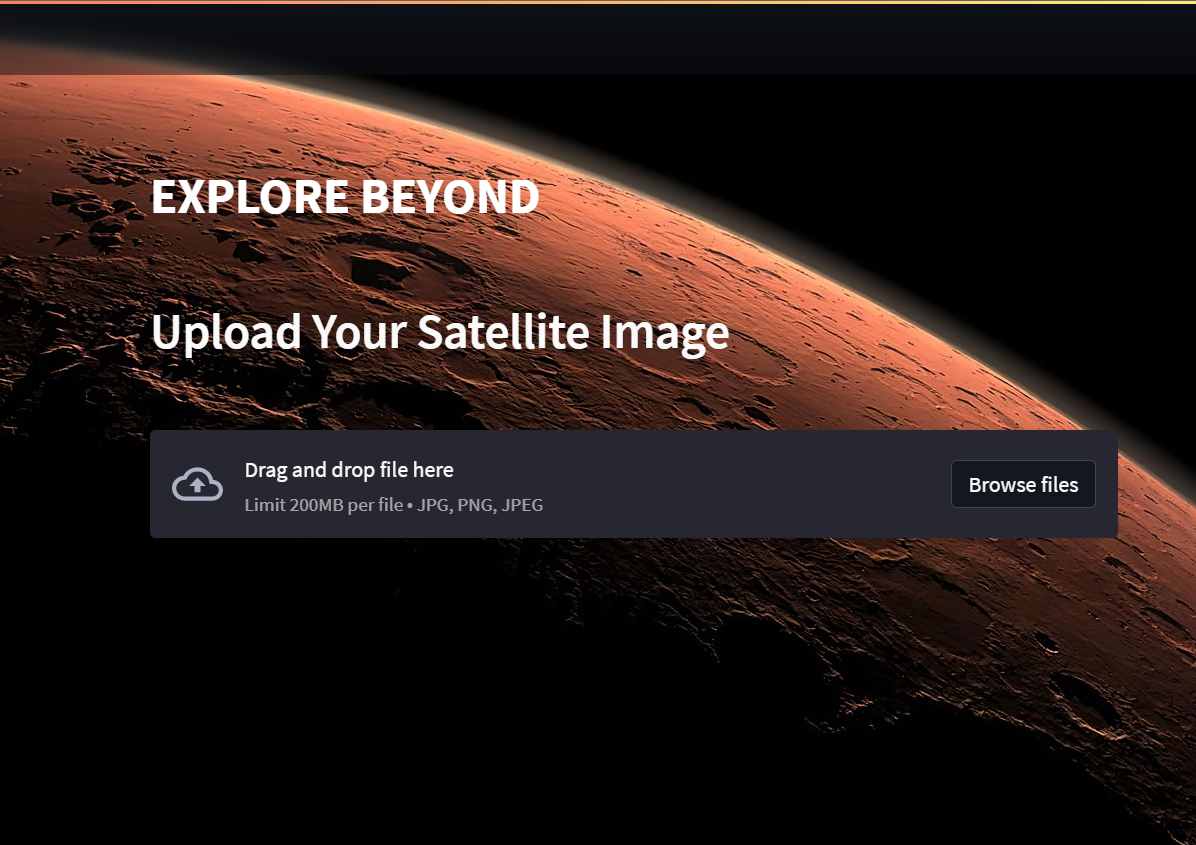 EXPLORE BEYOND
Upload Your Satellite Image
Drag and drop file here
Limit 200MB per file • JPG, PNG, JPEG
Browse files